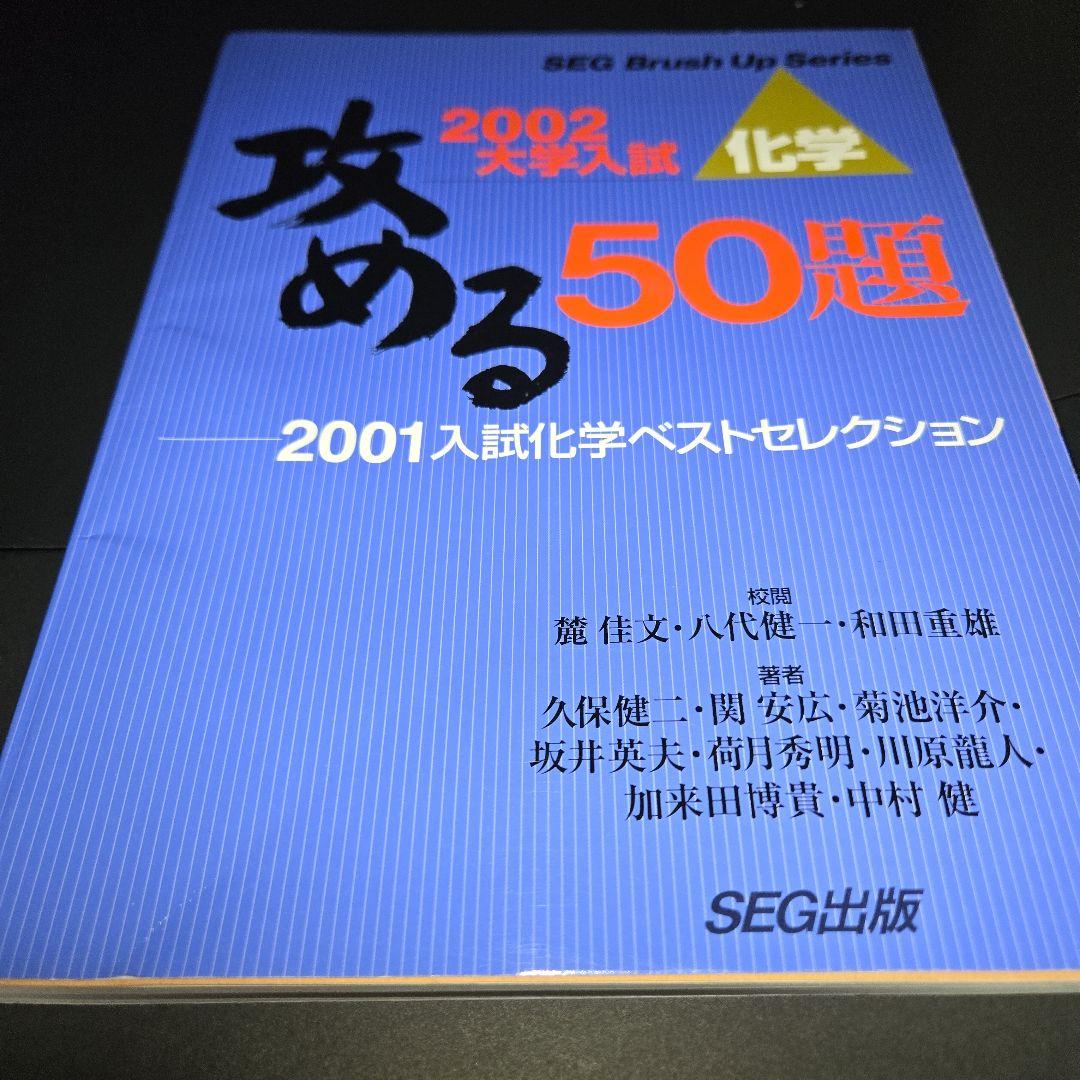 SEG Brush Up Series
2002
大学入試
化学
攻める
50題
2001入試化学ベストセレクション
校閲
麓 佳文・八代健一・和田重雄
著者
久保健二・関 安広・菊池洋介・
坂井英夫・荷月秀明・川原龍人・
加来田博貴・中村 健
SEG出版